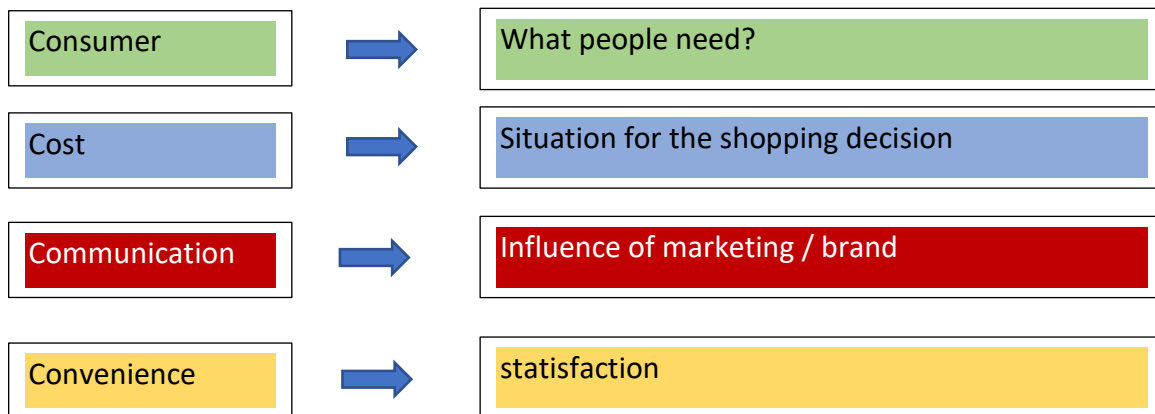 Consumer
What people need?
Cost
Situation for the shopping decision
Communication
Influence of marketing / brand
Convenience
statisfaction